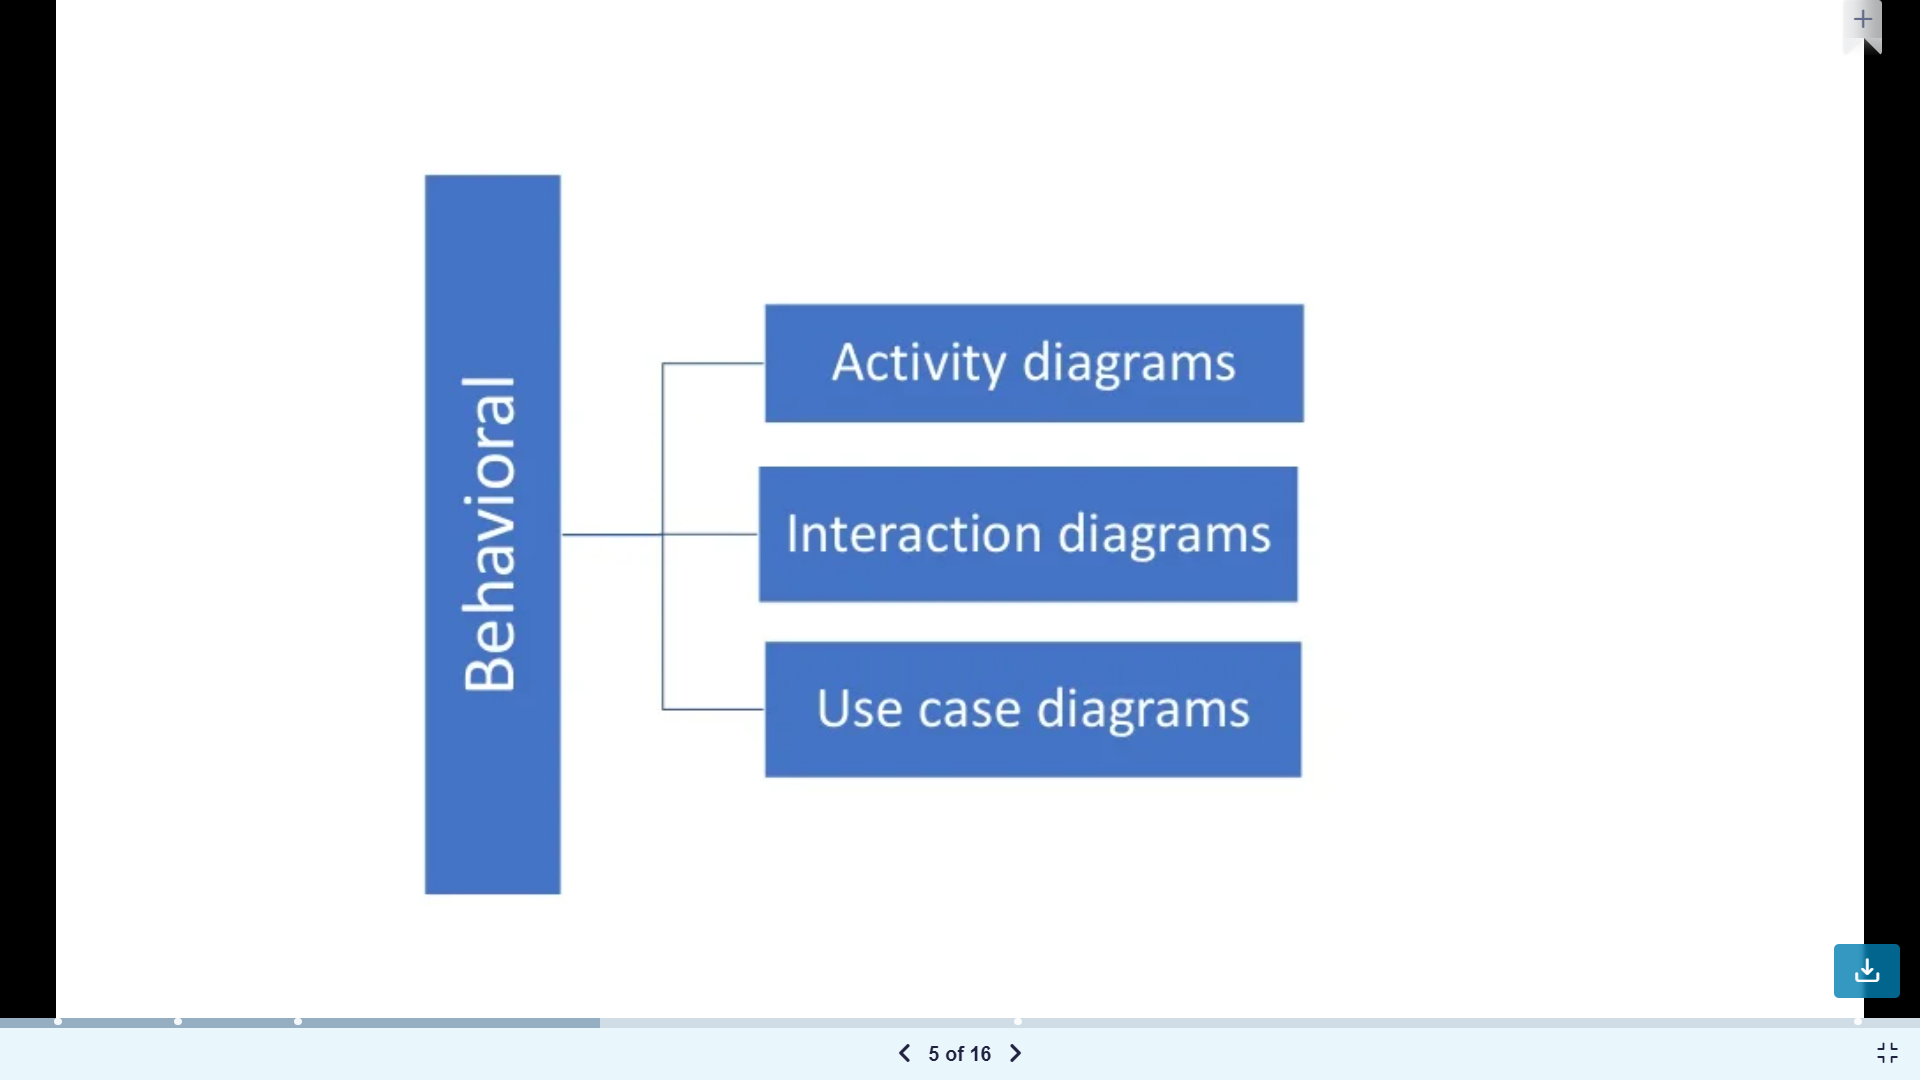 Behavioral
Activity diagrams
Interaction diagrams
Use case diagrams
5 of 16